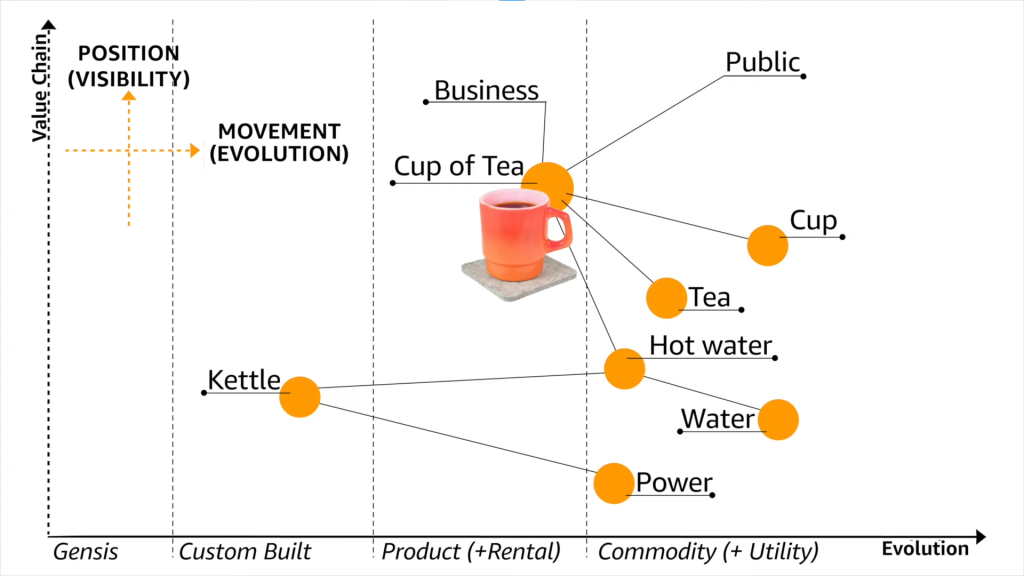 Value Chain
POSITION
(VISIBILITY)
MOVEMENT
(EVOLUTION)
Business
Public
Cup of Tea
Cup
Tea
Hot water
Kettle
Water
Power
Gensis
Custom Built
Product (+Rental)
Commodity (+ Utility)
Evolution